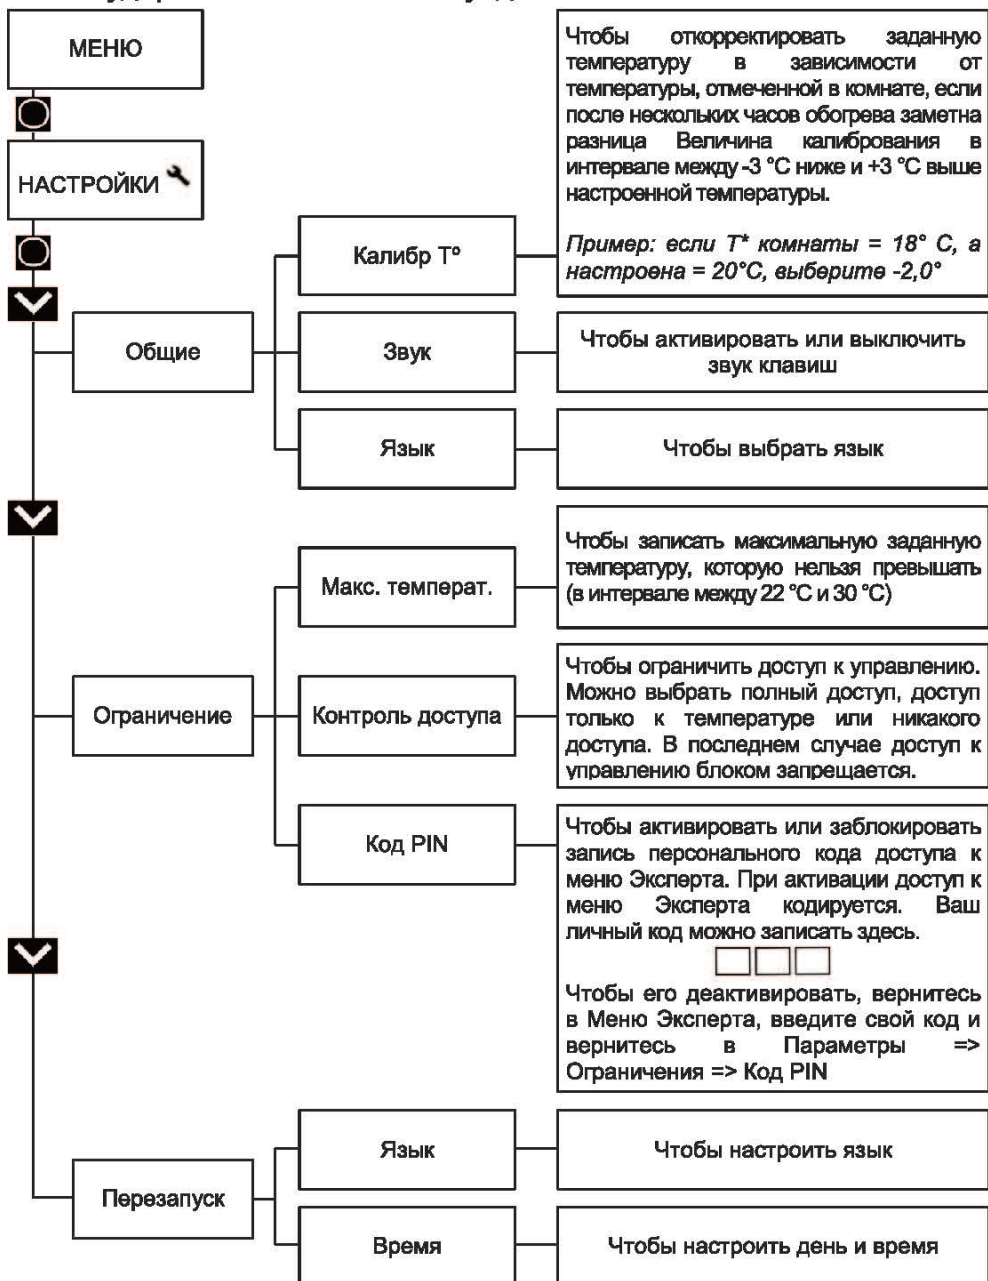 МЕНЮ
НАСТРОЙКИ
Калибр T°
Чтобы откорректировать заданную
температуру в зависимости от
температуры, отмеченной в комнате, если
после нескольких часов обогрева заметна
разница Величина калибрования в
интервале между -3 °C ниже и +3 °C выше
настроенной температуры.
Пример: если Т* комнаты = 18° С, а
настроена = 20°С, выберите -2,0°
Общие
Звук
Чтобы активировать или выключить
звук клавиш
Язык
Чтобы выбрать язык
Макс. температ.
Чтобы записать максимальную заданную
температуру, которую нельзя превышать
(в интервале между 22 °C и 30 °C)
Ограничение
Контроль доступа
Чтобы ограничить доступ к управлению.
Можно выбрать полный доступ, доступ
только к температуре или никакого
доступа. В последнем случае доступ к
управлению блоком запрещается.
Код PIN
Чтобы активировать или заблокировать
запись персонального кода доступа к
меню Эксперта. При активации доступ к
меню Эксперта кодируется. Ваш
личный код можно записать здесь.
Чтобы его деактивировать, вернитесь
в Меню Эксперта, введите свой код и
вернитесь в Параметры =>
Ограничения => Код PIN
Перезапуск
Язык
Чтобы настроить язык
Время
Чтобы настроить день и время